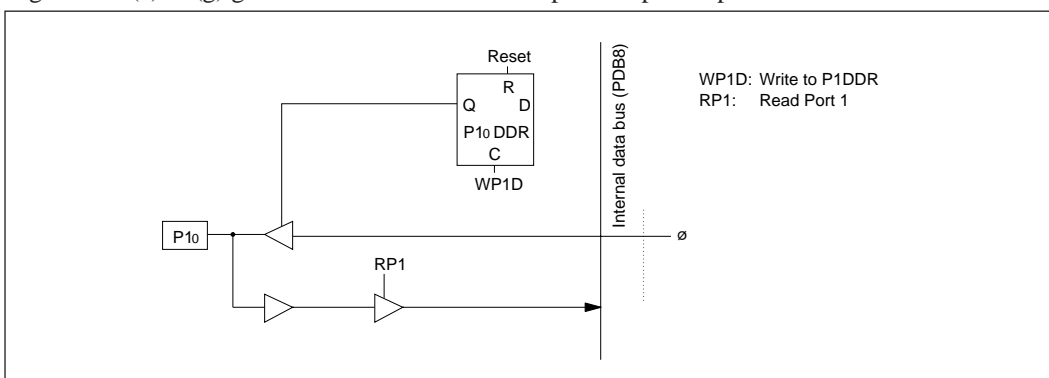 Reset
R
Q D
P10 DDR
C
WP1D
Internal data bus (PDB8)
WP1D: Write to P1DDR
RP1: Read Port 1
P10
ø
RP1